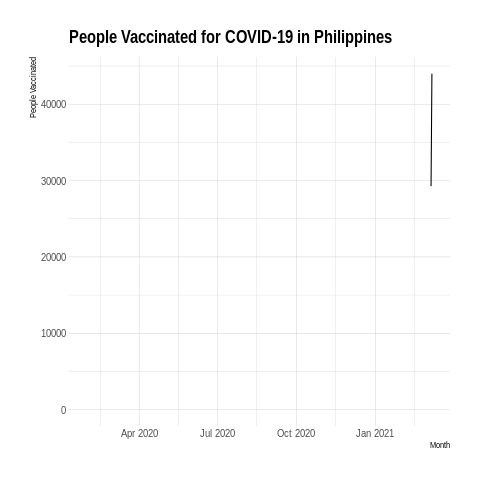 People Vaccinated for COVID-19 in Philippines
People Vaccinated
40000
30000
20000
10000
0
Apr 2020 Jul 2020 Oct 2020 Jan 2021
Month